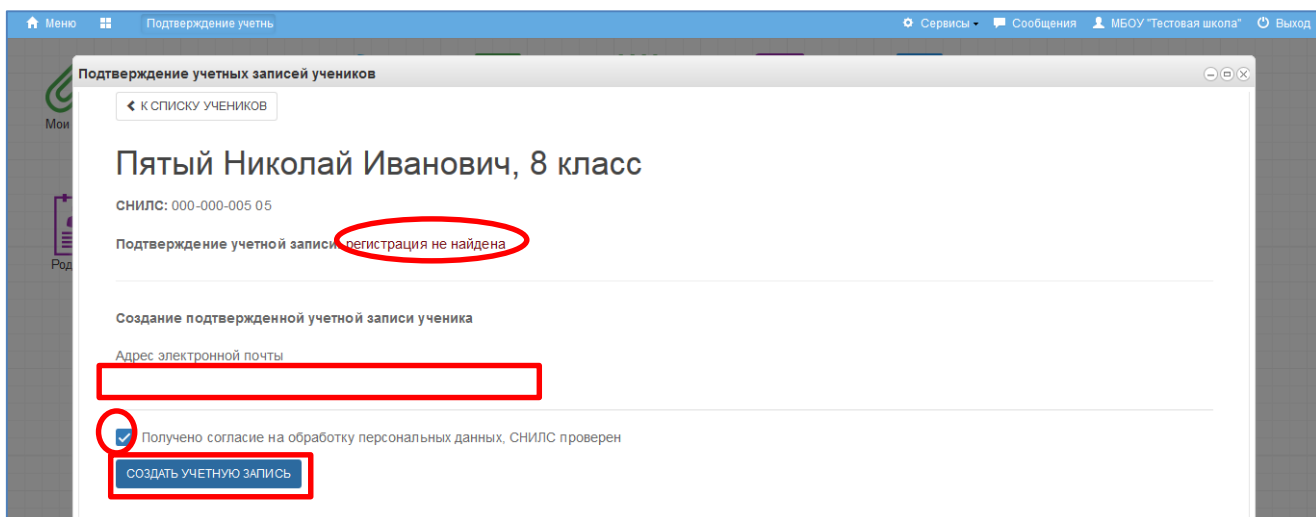 Меню Подтверждение учетнь Сервисы Сообщения МБОУ "Тестовая школа" Выход
Подтверждение учетных записей учеников
К СПИСКУ УЧЕНИКОВ
Мои
Пятый Николай Иванович, 8 класс
СНИЛС: 000-000-005 05
Подтверждение учетной записи регистрация не найдена
Род
Создание подтвержденной учетной записи ученика
Адрес электронной почты
Получено согласие на обработку персональных данных, СНИЛС проверен
СОЗДАТЬ УЧЕТНУЮ ЗАПИСЬ